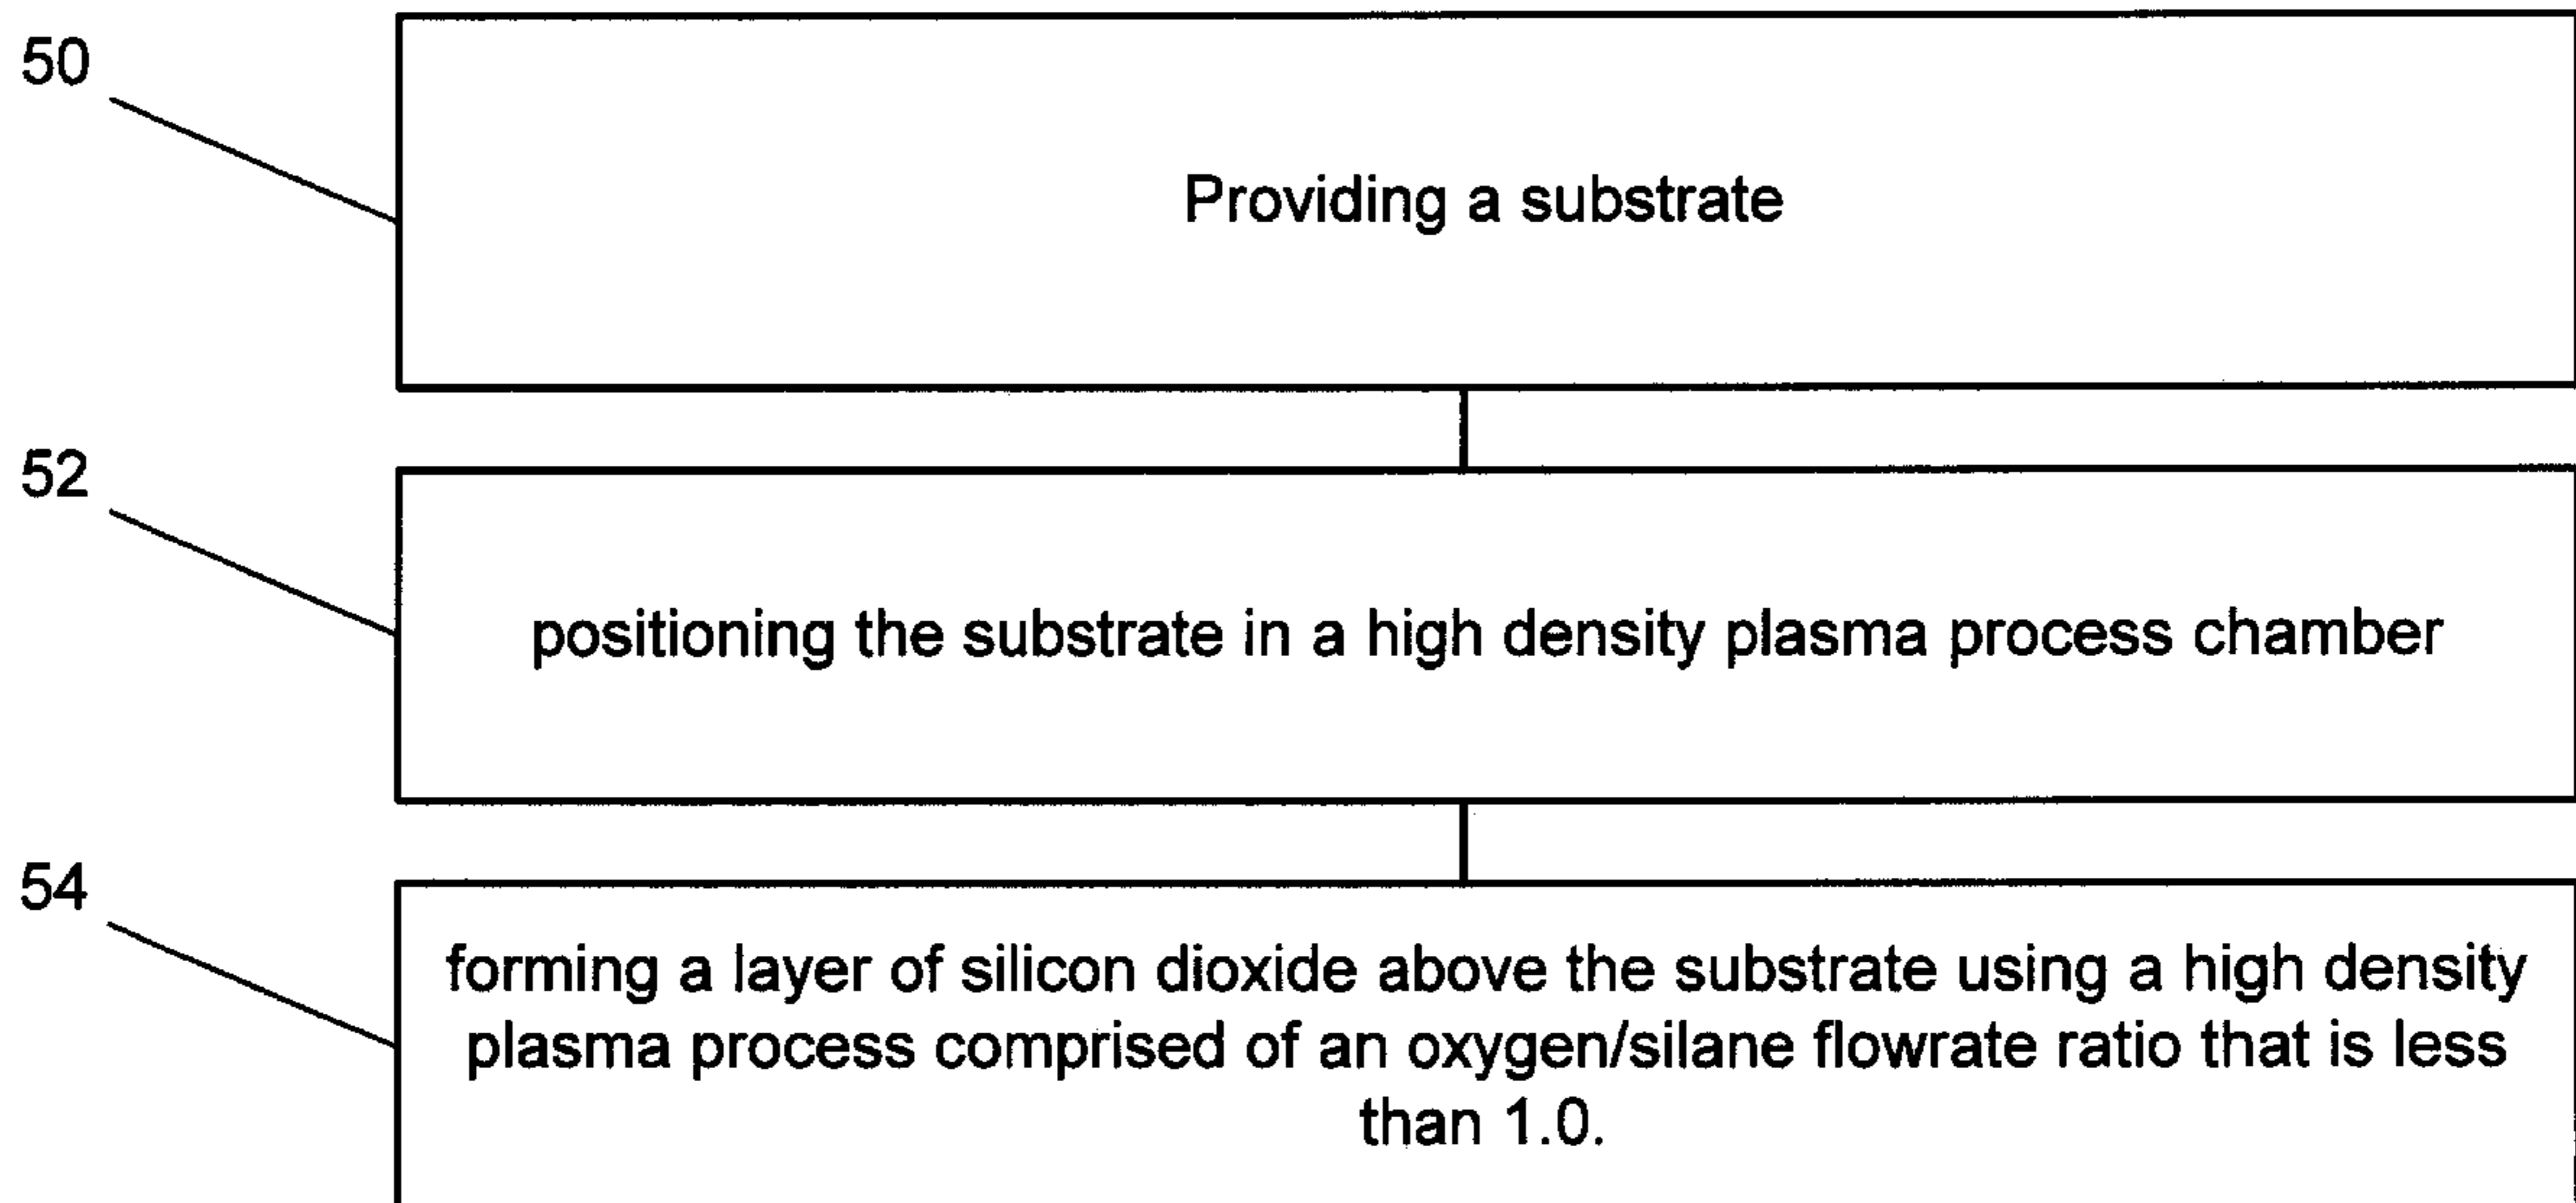 50
Providing a substrate
52
positioning the substrate in a high density plasma process chamber
54
forming a layer of silicon dioxide above the substrate using a high density
plasma process comprised of an oxygen/silane flowrate ratio that is less
than 1.0.